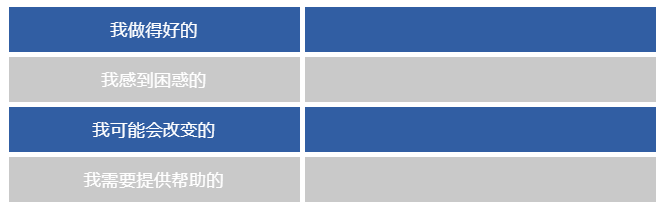 我做得好的
我感到困惑的
我可能会改变的
我需要提供帮助的